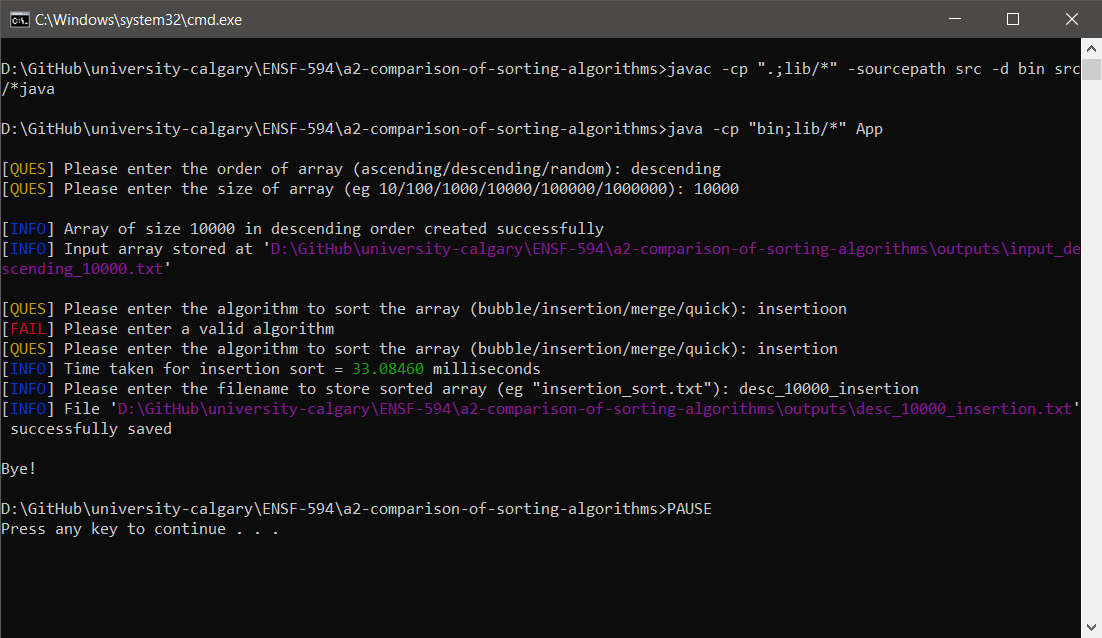 C:\Windows\system32\cmd.exe
D:\GitHub\university-calgary\ENSF-594\a2-comparison-of-sorting-algorithms>javac -cp ".;lib/*" -sourcepath src -d bin src
/*java
D:\GitHub\university-calgary\ENSF-594\a2-comparison-of-sorting-algorithms>java -cp "bin;lib/*" App
[QUES] Please enter the order of array (ascending/descending/random): descending
[QUES] Please enter the size of array (eg 10/100/1000/10000/100000/1000000): 10000
[INFO] Array of size 10000 in descending order created successfully
[INFO] Input array stored at 'D:\GitHub\university-calgary\ENSF-594\a2-comparison-of-sorting-algorithms\outputs\input_de
scending_10000.txt'
[QUES] Please enter the algorithm to sort the array (bubble/insertion/merge/quick): insertioon
[FAIL] Please enter a valid algorithm
[QUES] Please enter the algorithm to sort the array (bubble/insertion/merge/quick): insertion
[INFO] Time taken for insertion sort = 33.08460 milliseconds
[INFO] Please enter the filename to store sorted array (eg "insertion_sort.txt"): desc_10000_insertion
[INFO] File 'D:\GitHub\university-calgary\ENSF-594\a2-comparison-of-sorting-algorithms\outputs\desc_10000_insertion.txt'
 successfully saved
Bye!
D:\GitHub\university-calgary\ENSF-594\a2-comparison-of-sorting-algorithms>PAUSE
Press any key to continue . . .